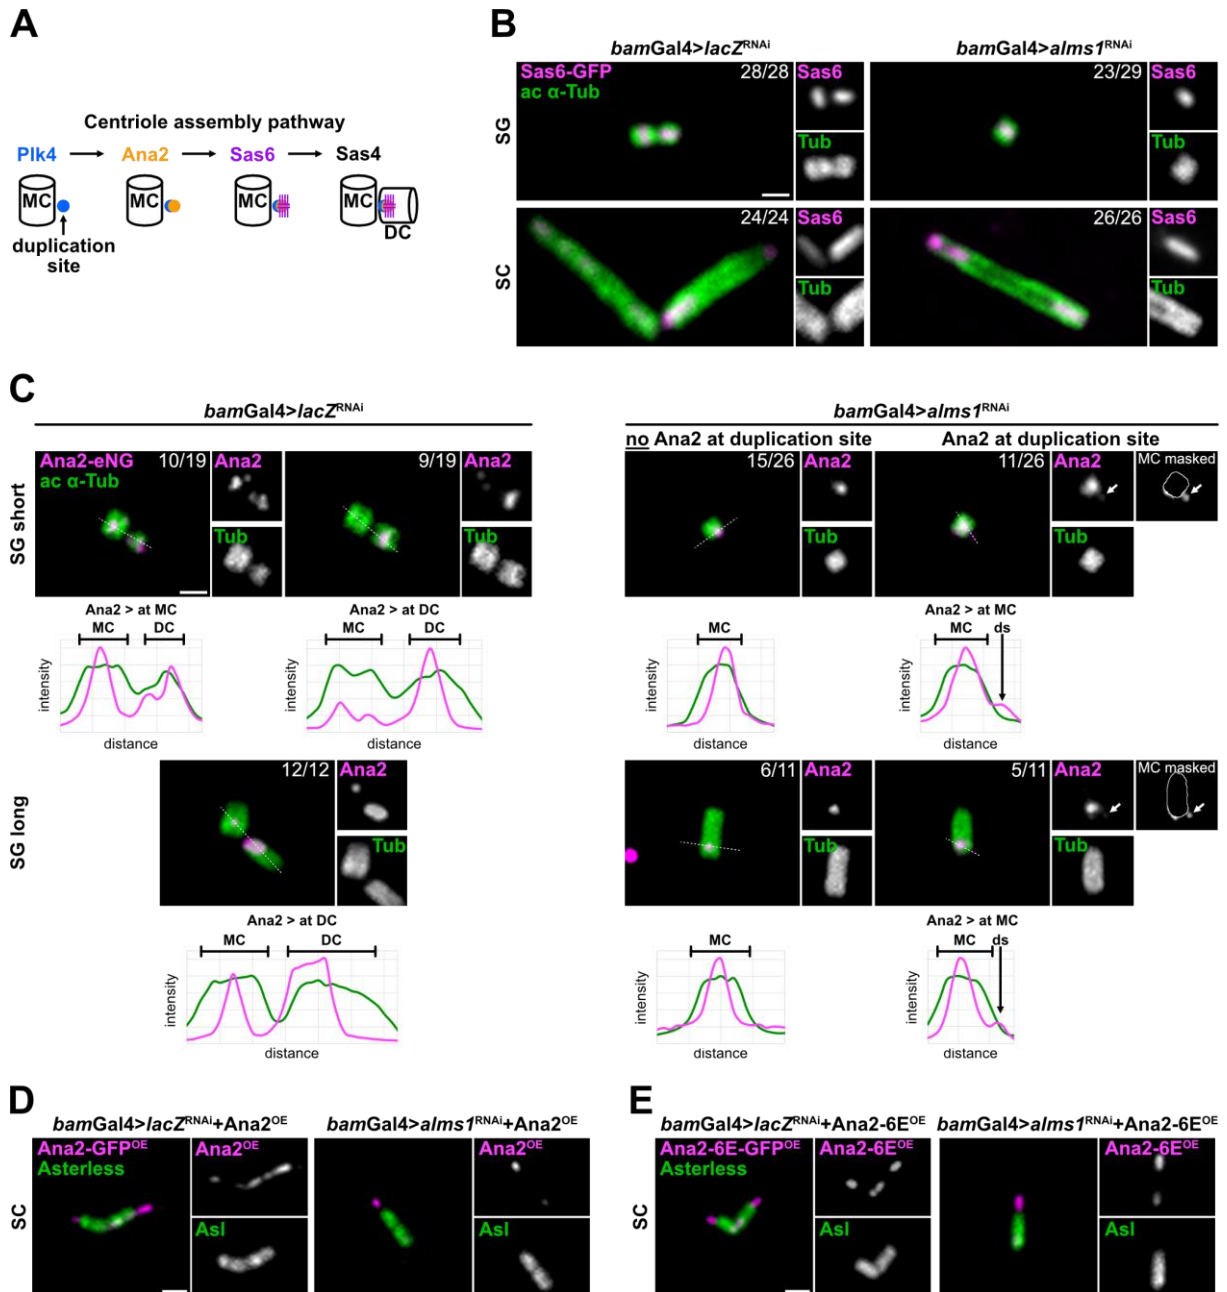 A
Centriole assembly pathway
Plk4 Ana2 Sas6 Sas4
MC MC MC MC
DC
duplication
site
B
bamGal4>lacZRNAi bamGal4>alms1RNAi
Sas6-GFP 28/28 Sas6 23/29 Sas6
ac α-Tub
SG
Tub Tub
24/24 Sas6 26/26 Sas6
SC
Tub Tub
C
bamGal4>lacZRNAi bamGal4>alms1RNAi
no Ana2 at duplication site Ana2 at duplication site
Ana2-eNG 10/19 Ana2 9/19 Ana2 15/26 Ana2 11/26 Ana2 MC masked
ac α-Tub
SG short
Tub Tub Tub Tub
Ana2 > at MC Ana2 > at DC Ana2 > at MC
MC DC MC DC MC MC ds
intensity intensity intensity intensity
distance distance distance distance
12/12 Ana2 6/11 Ana2 5/11 Ana2 MC masked
SG long
Tub Tub Tub
Ana2 > at DC Ana2 > at MC
MC DC MC MC ds
intensity intensity intensity
distance distance distance
D
bamGal4>lacZRNAi+Ana2OE bamGal4>alms1RNAi+Ana2OE
Ana2-GFPOE Ana2OE Ana2OE
Asterless
SC
Asl Asl
E
bamGal4>lacZRNAi+Ana2-6EOE bamGal4>alms1RNAi+Ana2-6EOE
Ana2-6E-GFPOE Ana2-6EOE Ana2-6EOE
Asterless
SC
Asl Asl